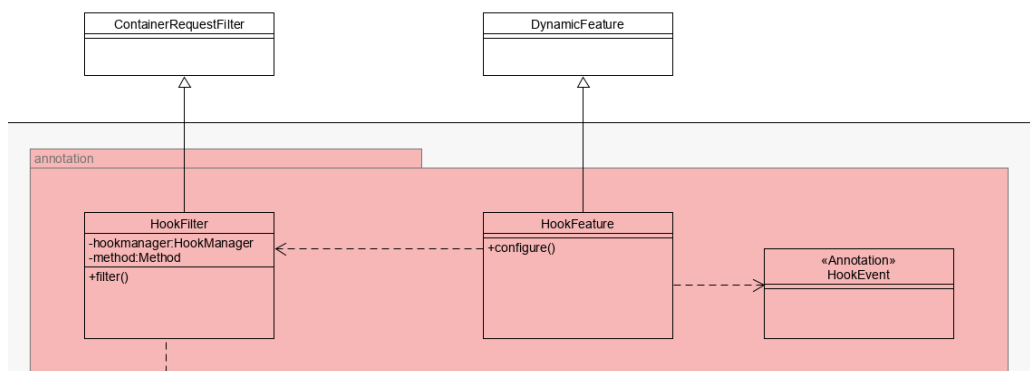 ContainerRequestFilter
DynamicFeature
annotation
HookFilter
-hookmanager:HookManager
-method:Method
+filter()
HookFeature
+configure()
«Annotation»
HookEvent